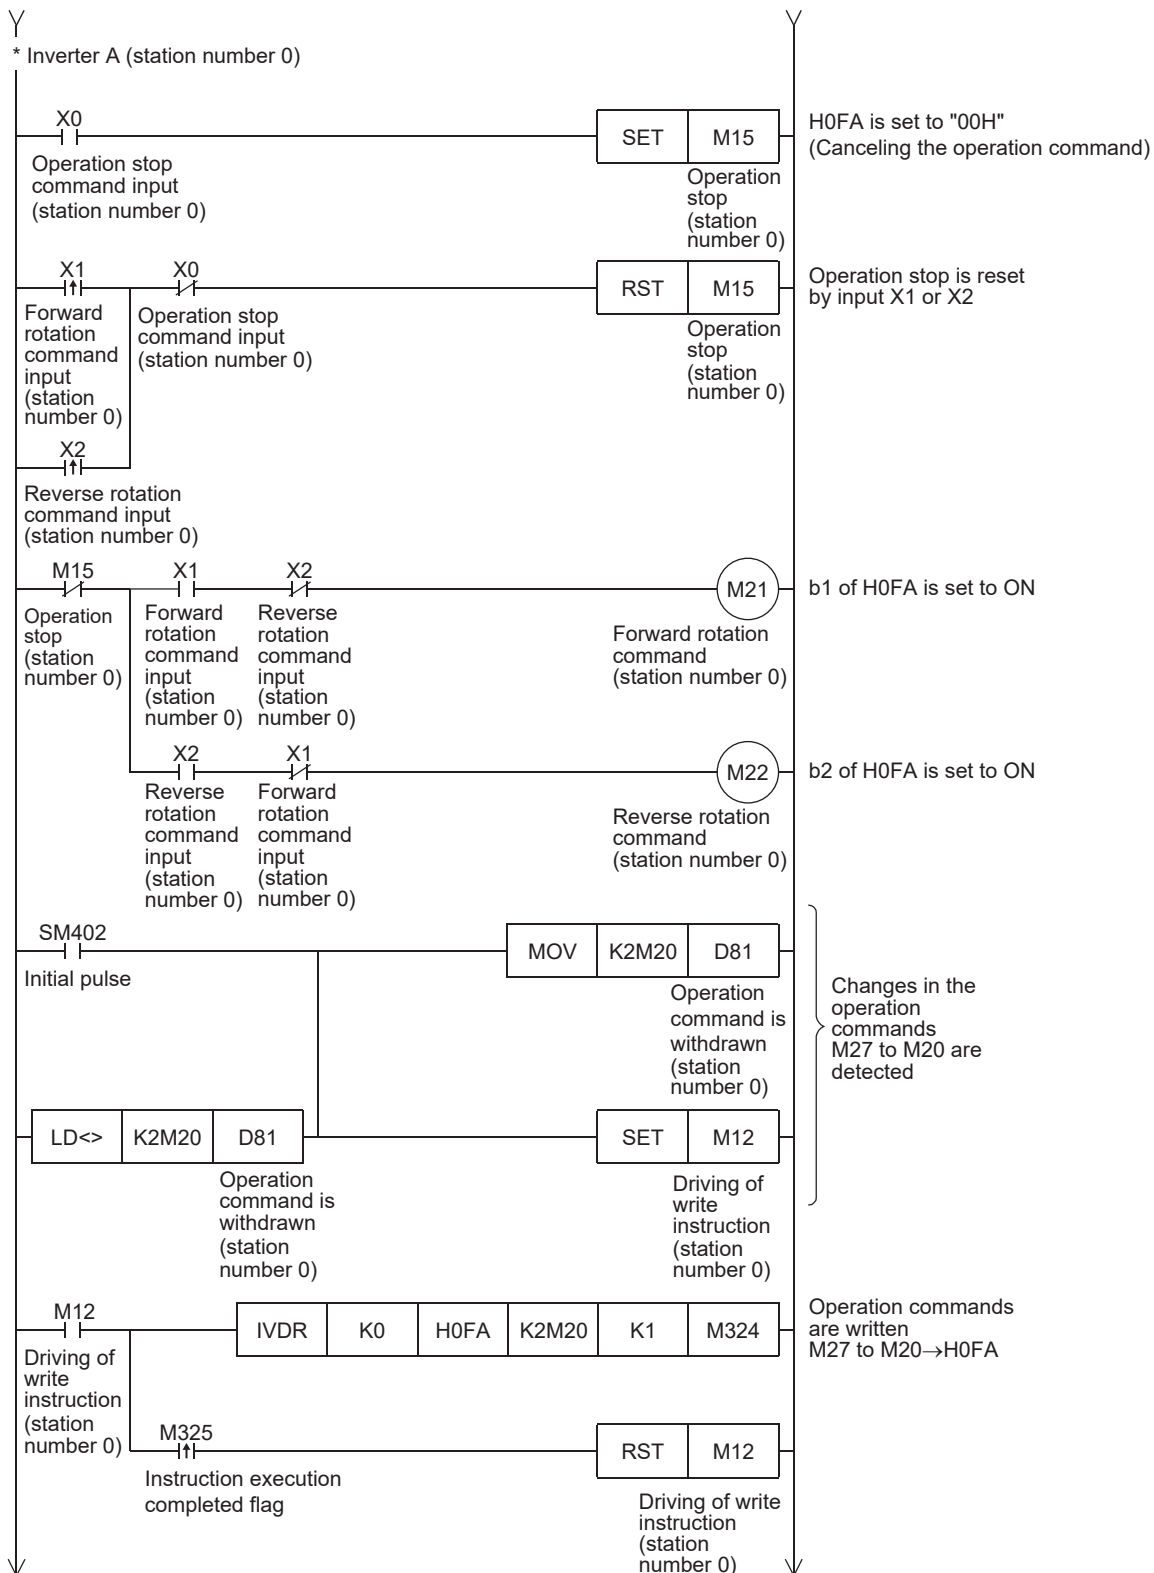 * Inverter A (station number 0)
X0
SET M15
H0FA is set to "00H"
(Canceling the operation command)
Operation stop
command input
(station number 0)
Operation
stop
(station
number 0)
X1 X0
RST M15
Operation stop is reset
by input X1 or X2
Forward
rotation
command
input
(station
number 0)
Operation stop
command input
(station number 0)
Operation
stop
(station
number 0)
X2
Reverse rotation
command input
(station number 0)
M15 X1 X2
M21
b1 of H0FA is set to ON
Operation
stop
(station
number 0)
Forward
rotation
command
input
(station
number 0)
Reverse
rotation
command
input
(station
number 0)
Forward rotation
command
(station number 0)
X2 X1
M22
b2 of H0FA is set to ON
Reverse
rotation
command
input
(station
number 0)
Forward
rotation
command
input
(station
number 0)
Reverse rotation
command
(station number 0)
SM402
MOV K2M20 D81
Initial pulse
Operation
command is
withdrawn
(station
number 0)
Changes in the
operation
commands
M27 to M20 are
detected
LD<> K2M20 D81
SET M12
Operation
command is
withdrawn
(station
number 0)
Driving of
write
instruction
(station
number 0)
M12
IVDR K0 H0FA K2M20 K1 M324
Operation commands
are written
M27 to M20→H0FA
Driving of
write
instruction
(station
number 0)
M325
RST M12
Instruction execution
completed flag
Driving of write
instruction
(station
number 0)